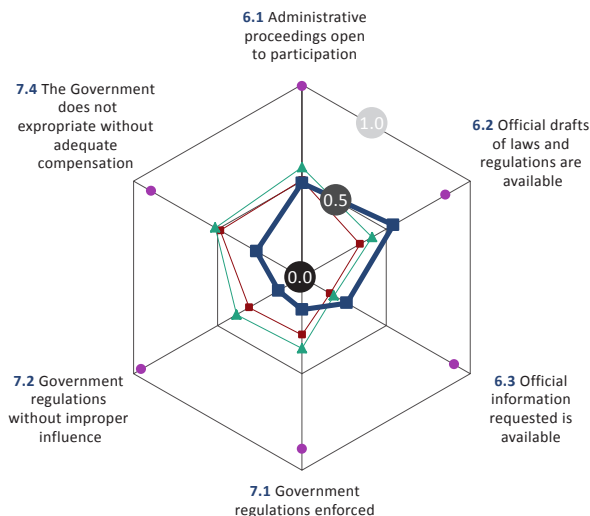 6.1 Administrative
proceedings open
to participation
7.4 The Government
does not
expropriate without
adequate
compensation
1.0
6.2 Official drafts
of laws and
regulations are
available
0.5
0.0
7.2 Government
regulations
without improper
influence
6.3 Official
information
requested is
available
7.1 Government
regulations enforced